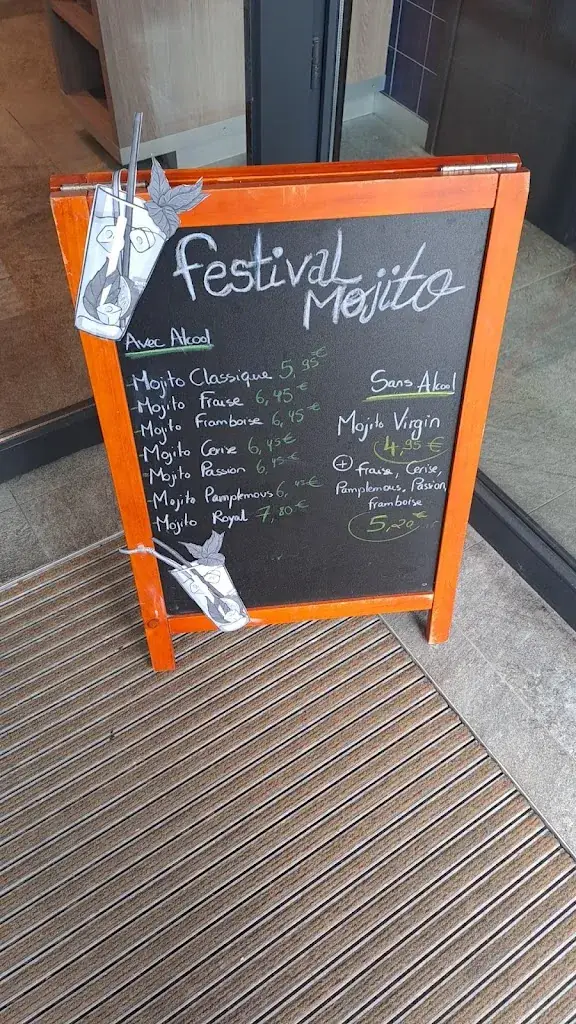 Festival
Mojito
Avec Alcool
-Mojito Classique 5,95€
-Mojito Fraise 6,45€
-Mojito Framboise 6,45€
-Mojito Cerise 6,45€
-Mojito Passion 6,45€
-Mojito Pamplemous 6,45€
-Mojito Royal 7,80€
Sans Alcool
Mojito Virgin
4,95€
+ Fraise, Cerise,
Pamplemous, Passion,
Framboise
5,20€